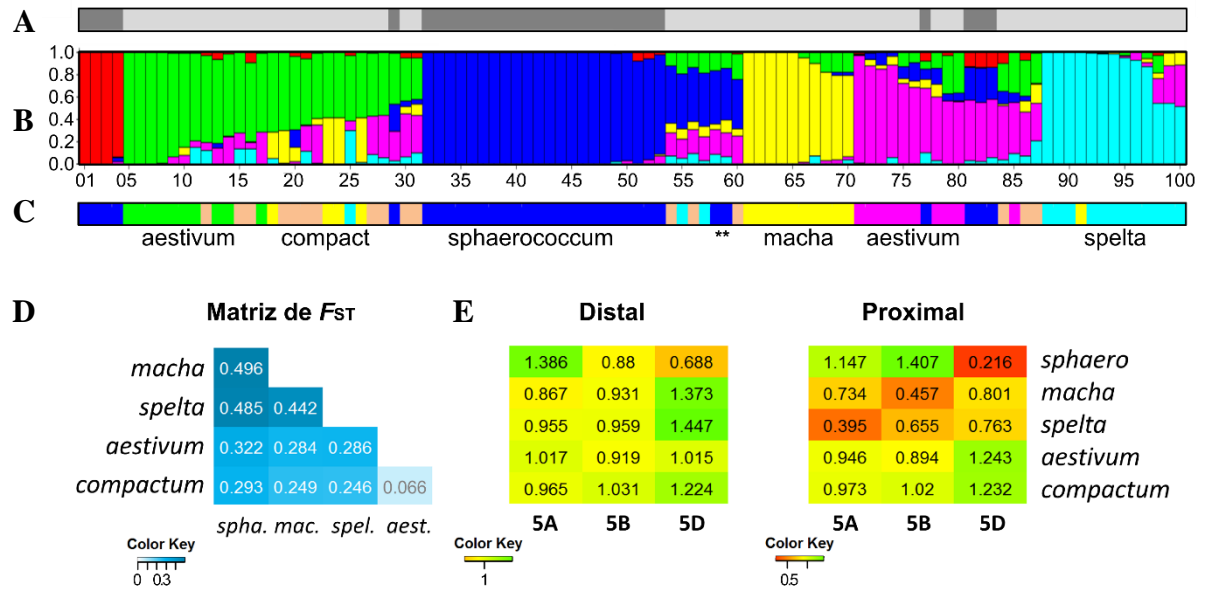 A
B
1.0
0.8
0.6
0.4
0.2
0.0
01 05 10 15 20 25 30 35 40 45 50 55 60 65 70 75 80 85 90 95 100
C
aestivum compact sphaerococcum ** macha aestivum spelta
D
Matriz de FST
macha 0.496
spelta 0.485 0.442
aestivum 0.322 0.284 0.286
compactum 0.293 0.249 0.246 0.066
spha. mac. spel. aest.
Color Key
0 0.3
E
Distal
1.386 0.88 0.688
0.867 0.931 1.373
0.955 0.959 1.447
1.017 0.919 1.015
0.965 1.031 1.224
5A 5B 5D
Color Key
1
Proximal
1.147 1.407 0.216 sphaero
0.734 0.457 0.801 macha
0.395 0.655 0.763 spelta
0.946 0.894 1.243 aestivum
0.973 1.02 1.232 compactum
5A 5B 5D
Color Key
0.5